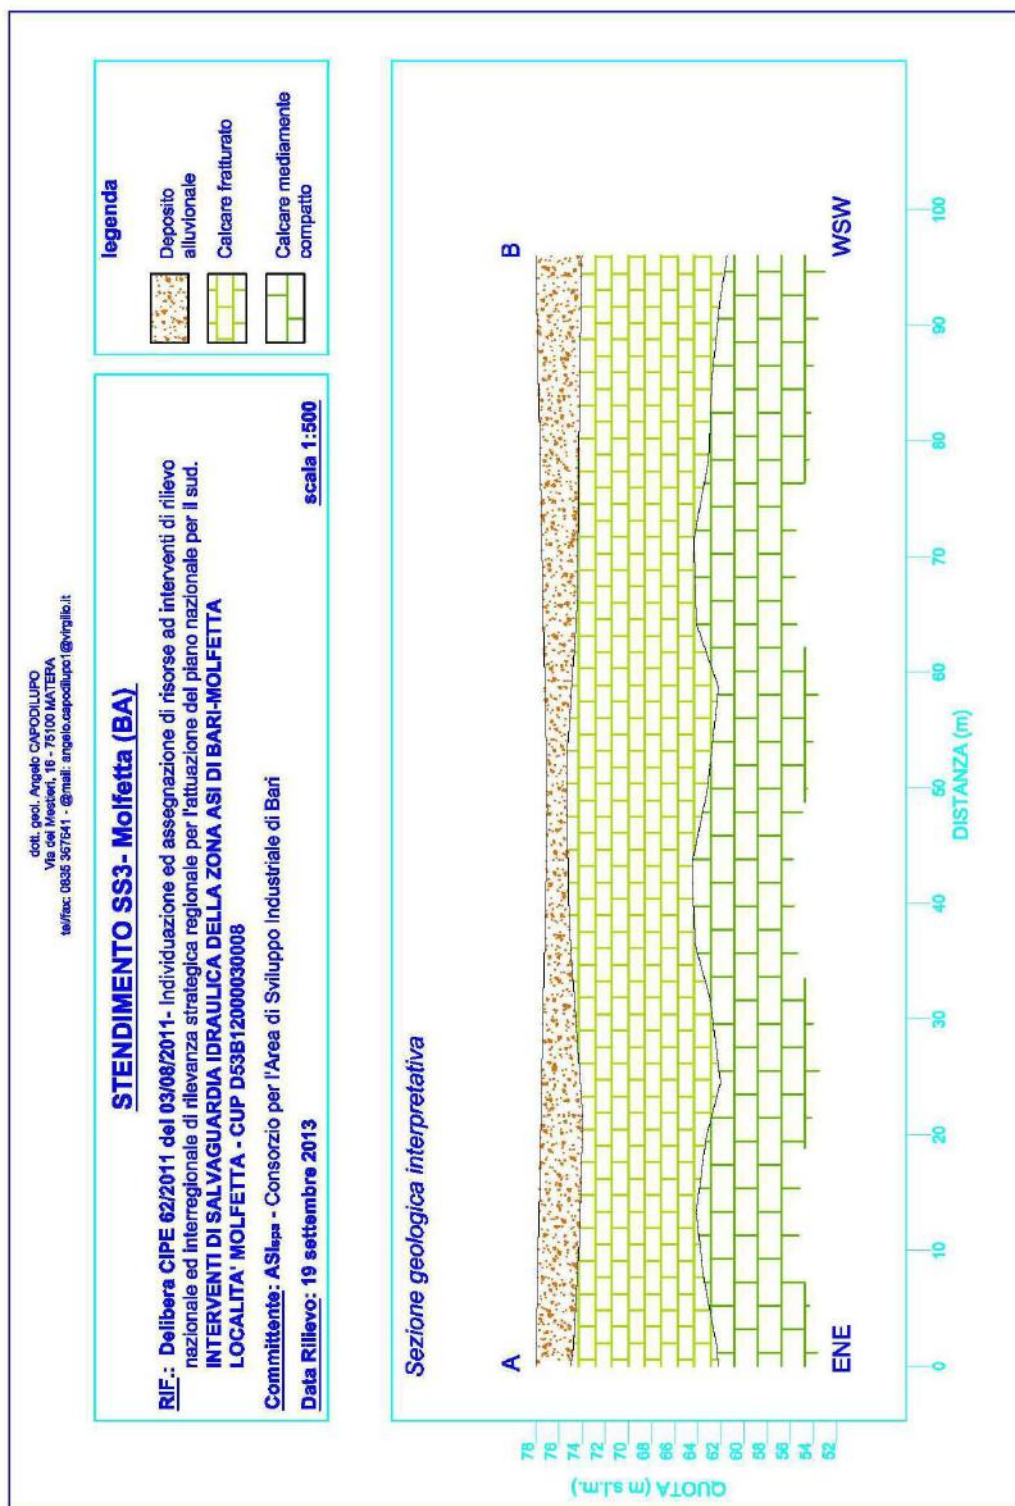 dott. geol. Angelo CAPODILUPO
Via dei Mestieri, 16 - 75100 MATERA
tel/fax: 0835 367641 - @mail: angelo.capodilupo1@virgilio.it
STENDIMENTO SS3- Molfetta (BA)
RIF.: Delibera CIPE 62/2011 del 03/08/2011- Individuazione ed assegnazione di risorse ad interventi di rilievo
nazionale ed interregionale di rilevanza strategica regionale per l'attuazione del piano nazionale per il sud.
INTERVENTI DI SALVAGUARDIA IDRAULICA DELLA ZONA ASI DI BARI-MOLFETTA
LOCALITA' MOLFETTA - CUP D53B12000030008
Committente: ASIspa - Consorzio per l'Area di Sviluppo Industriale di Bari
Data Rilievo: 19 settembre 2013
scala 1:500
legenda
Deposito
alluvionale
Calcare fratturato
Calcare mediamente
compatto
Sezione geologica interpretativa
A
B
ENE
WSW
QUOTA (m s.l.m.)
78
76
74
72
70
68
66
64
62
60
58
56
54
52
0
10
20
30
40
50
60
70
80
90
100
DISTANZA (m)